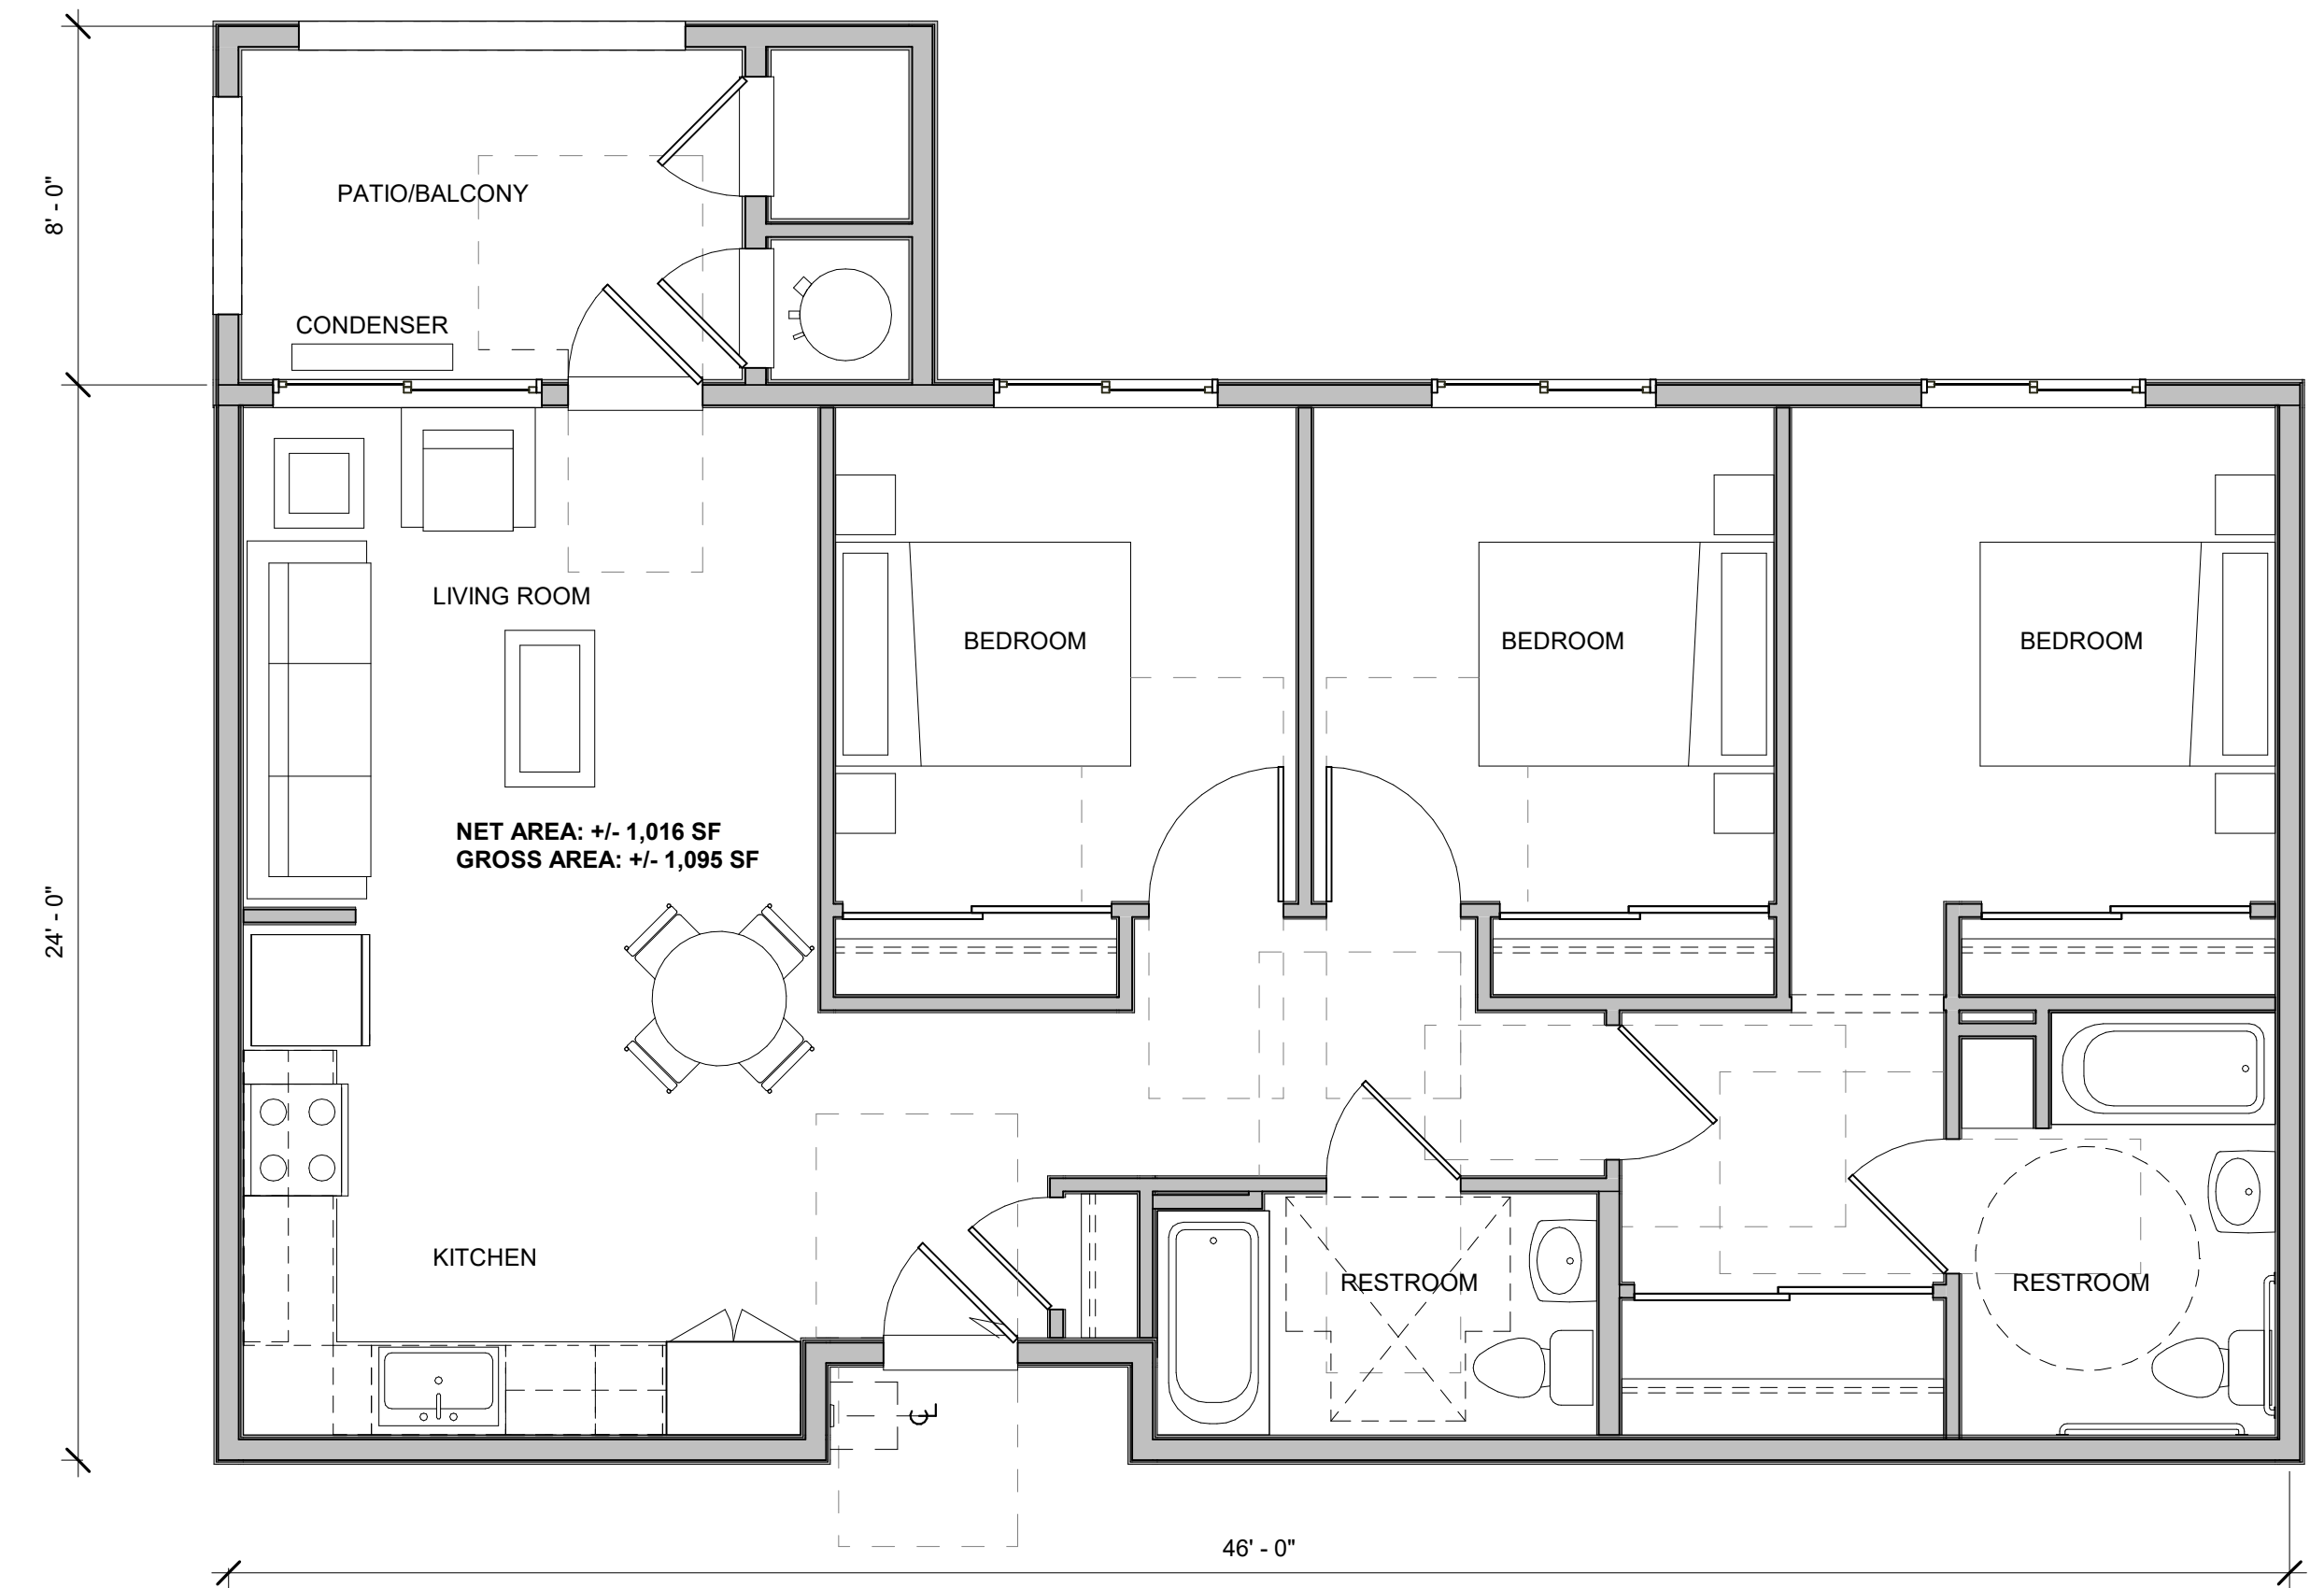 8' - 0"
PATIO/BALCONY
CONDENSER
LIVING ROOM
BEDROOM
BEDROOM
BEDROOM
NET AREA: +/- 1,016 SF
GROSS AREA: +/- 1,095 SF
24' - 0"
KITCHEN
RESTROOM
RESTROOM
CL
46' - 0"